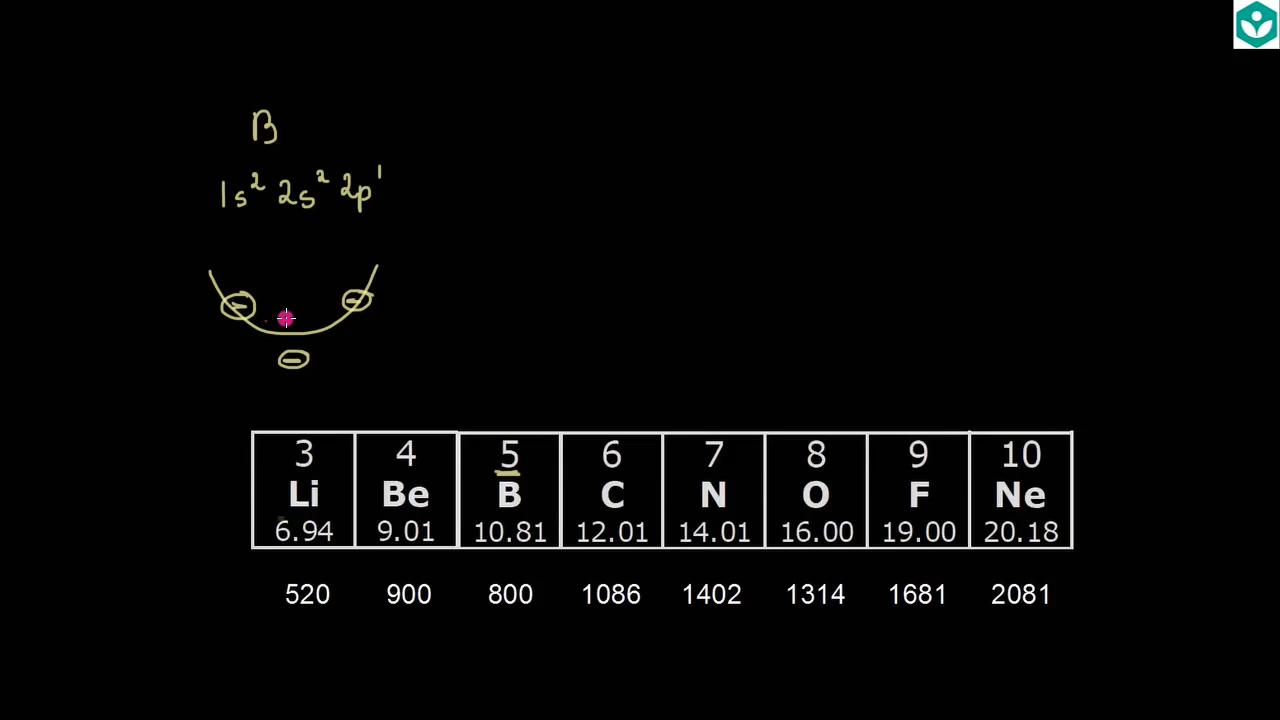 B
1s² 2s² 2p¹
3 4 5 6 7 8 9 10
Li Be B C N O F Ne
6.94 9.01 10.81 12.01 14.01 16.00 19.00 20.18
520 900 800 1086 1402 1314 1681 2081